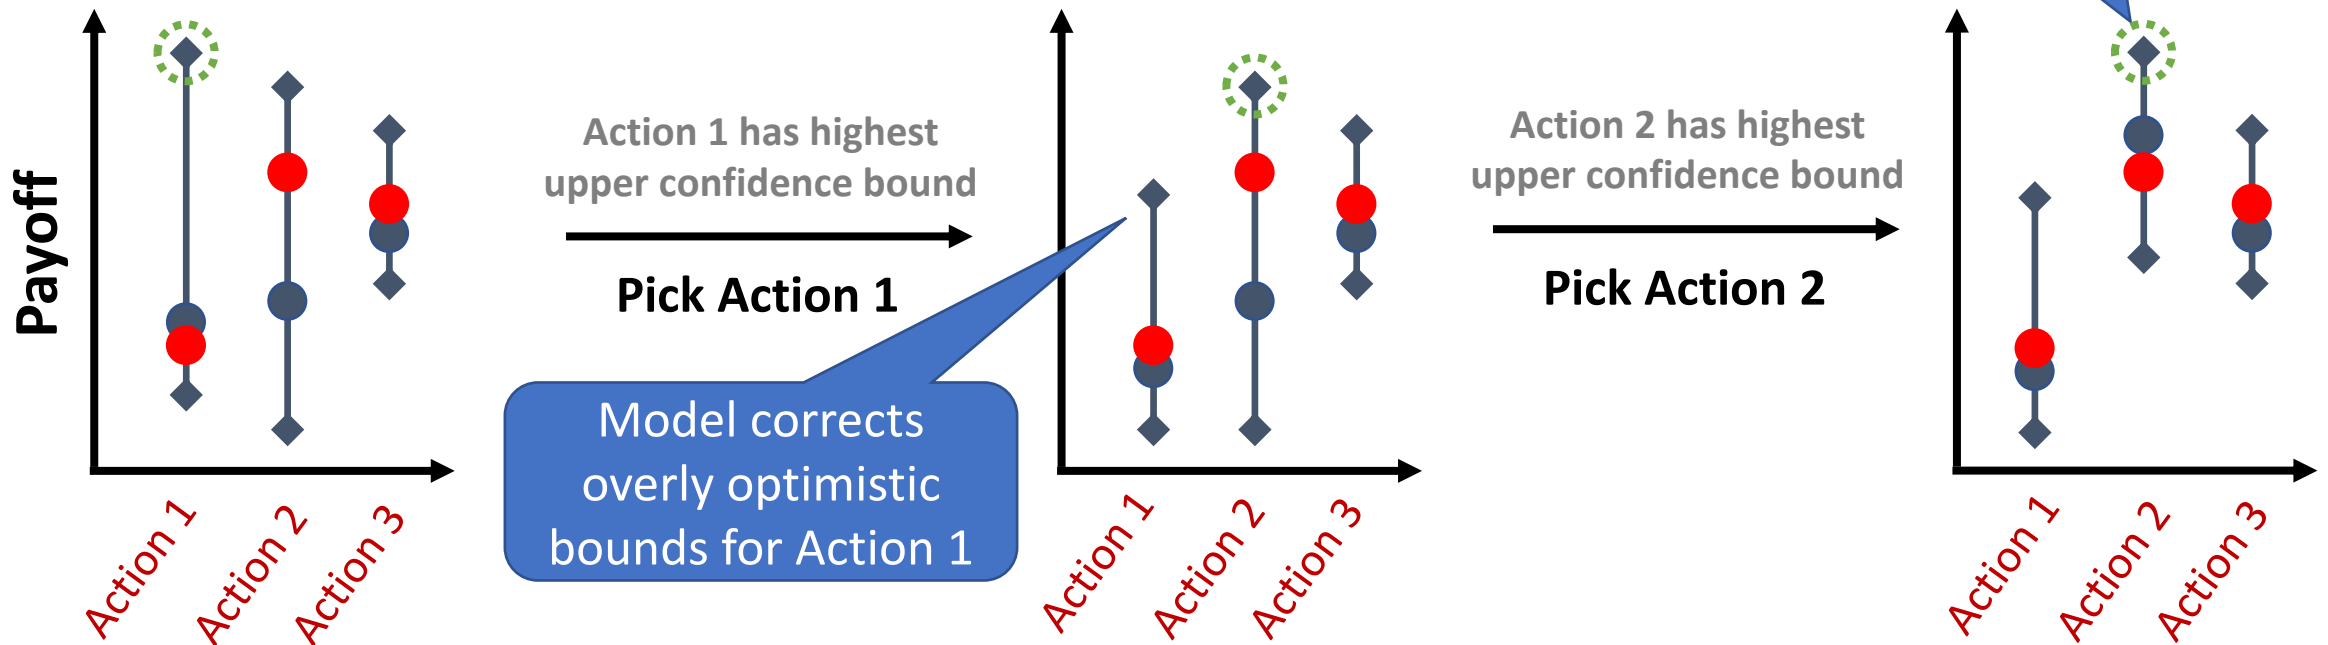 Payoff
Action 1
Action 2
Action 3
Action 1 has highest
upper confidence bound
Pick Action 1
Model corrects
overly optimistic
bounds for Action 1
Action 1
Action 2
Action 3
Action 2 has highest
upper confidence bound
Pick Action 2
Action 1
Action 2
Action 3